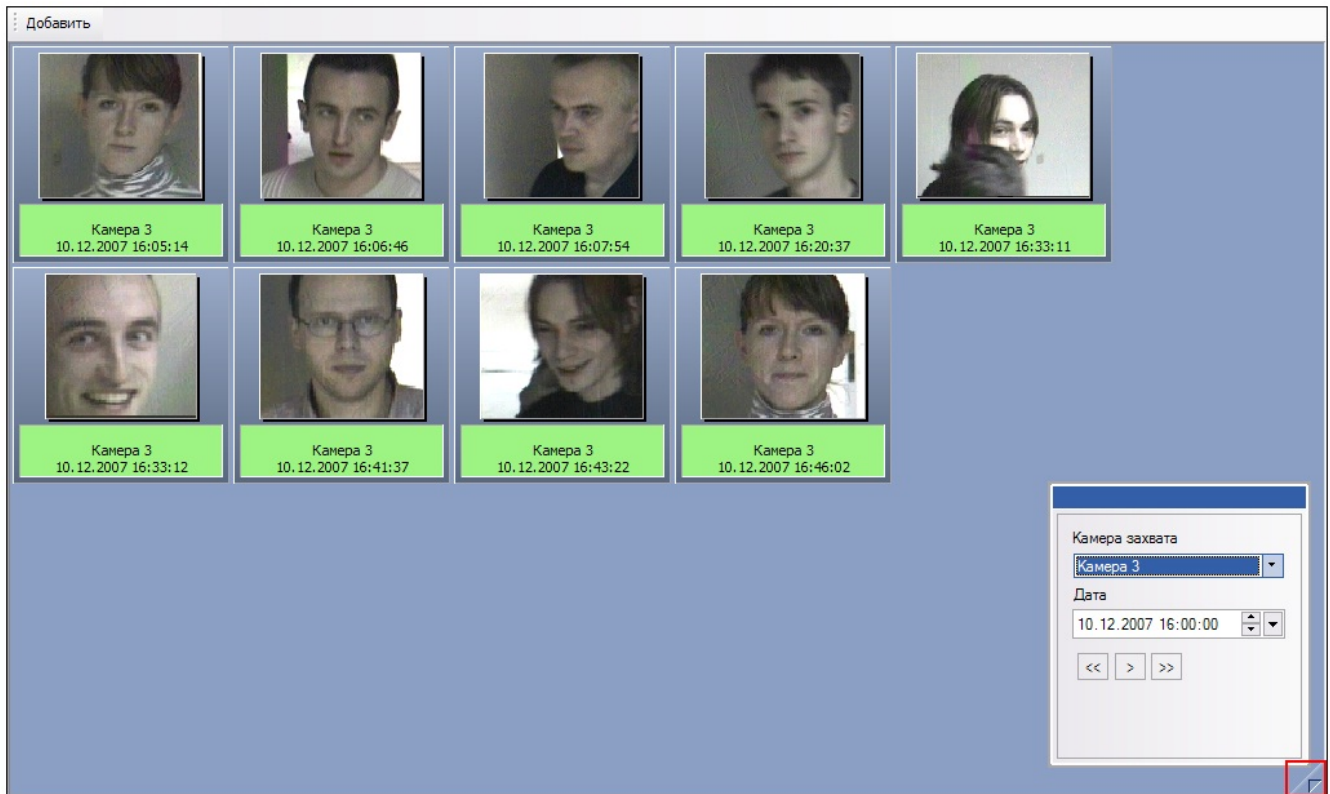 Добавить
Камера 3
10.12.2007 16:05:14
Камера 3
10.12.2007 16:06:46
Камера 3
10.12.2007 16:07:54
Камера 3
10.12.2007 16:20:37
Камера 3
10.12.2007 16:33:11
Камера 3
10.12.2007 16:33:12
Камера 3
10.12.2007 16:41:37
Камера 3
10.12.2007 16:43:22
Камера 3
10.12.2007 16:46:02
Камера захвата
Камера 3
Дата
10.12.2007 16:00:00
<< > >>